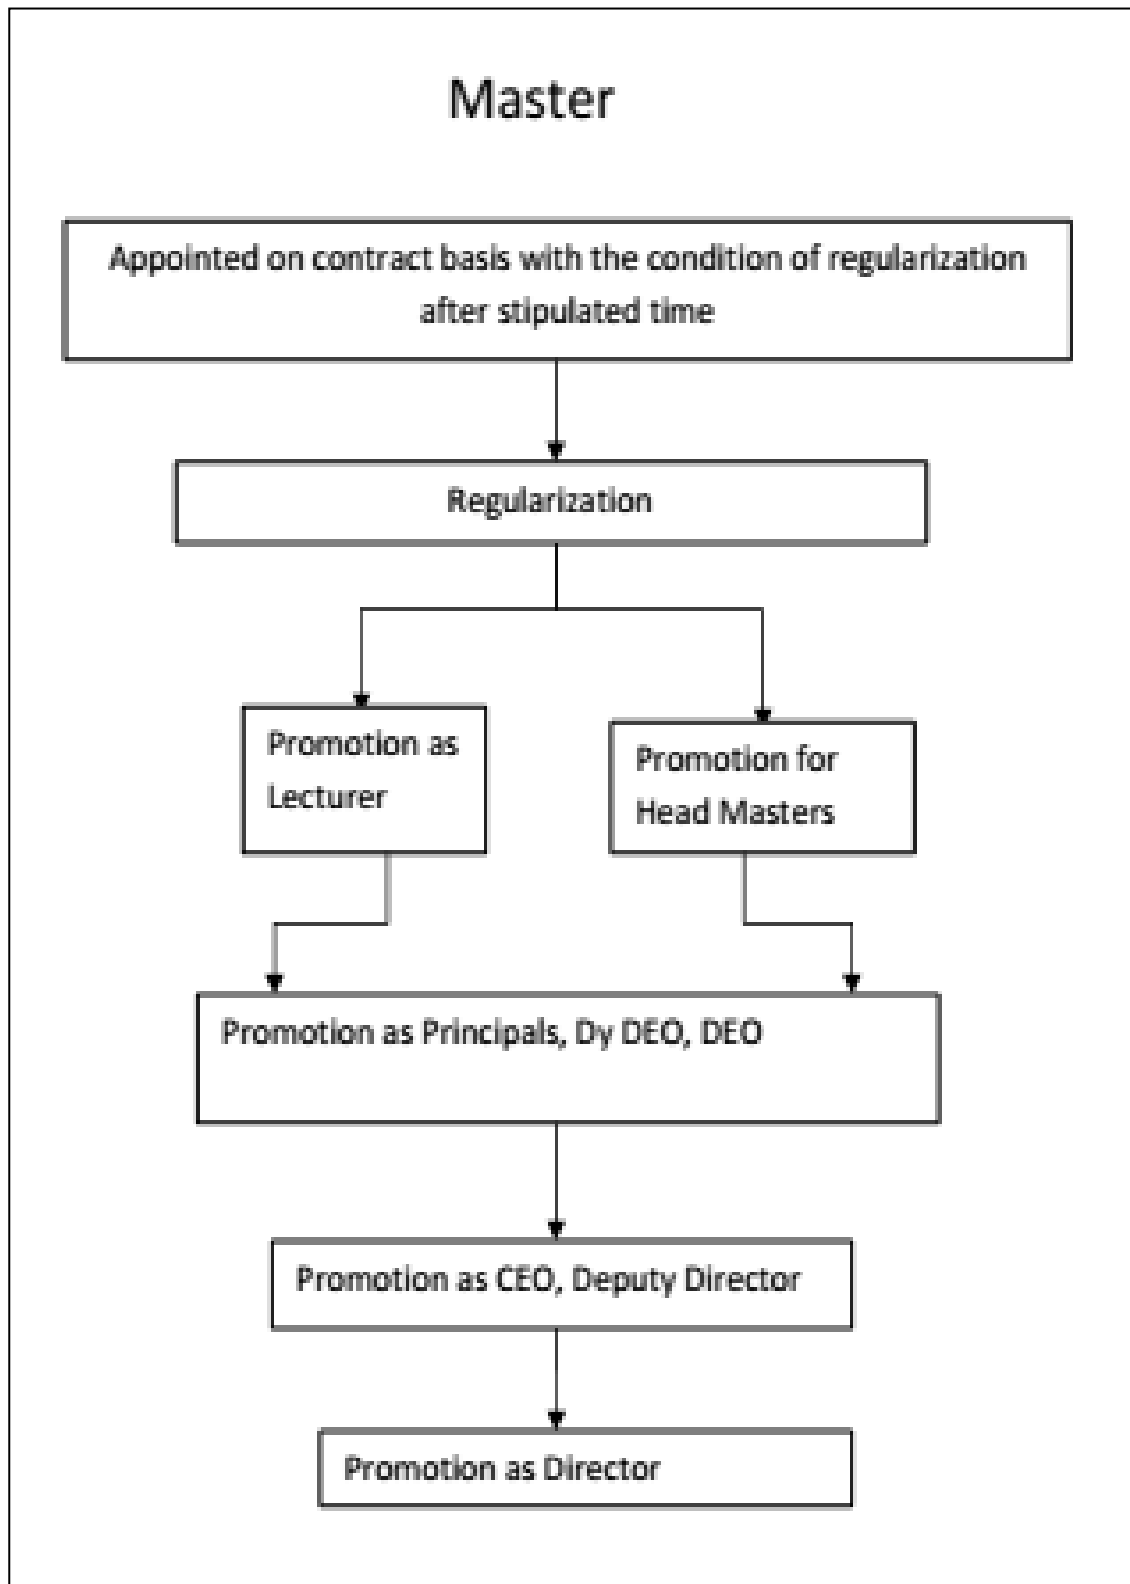 Master
Appointed on contract basis with the condition of regularization
after stipulated time
Regularization
Promotion as
Lecturer
Promotion for
Head Masters
Promotion as Principals, Dy DEO, DEO
Promotion as CEO, Deputy Director
Promotion as Director